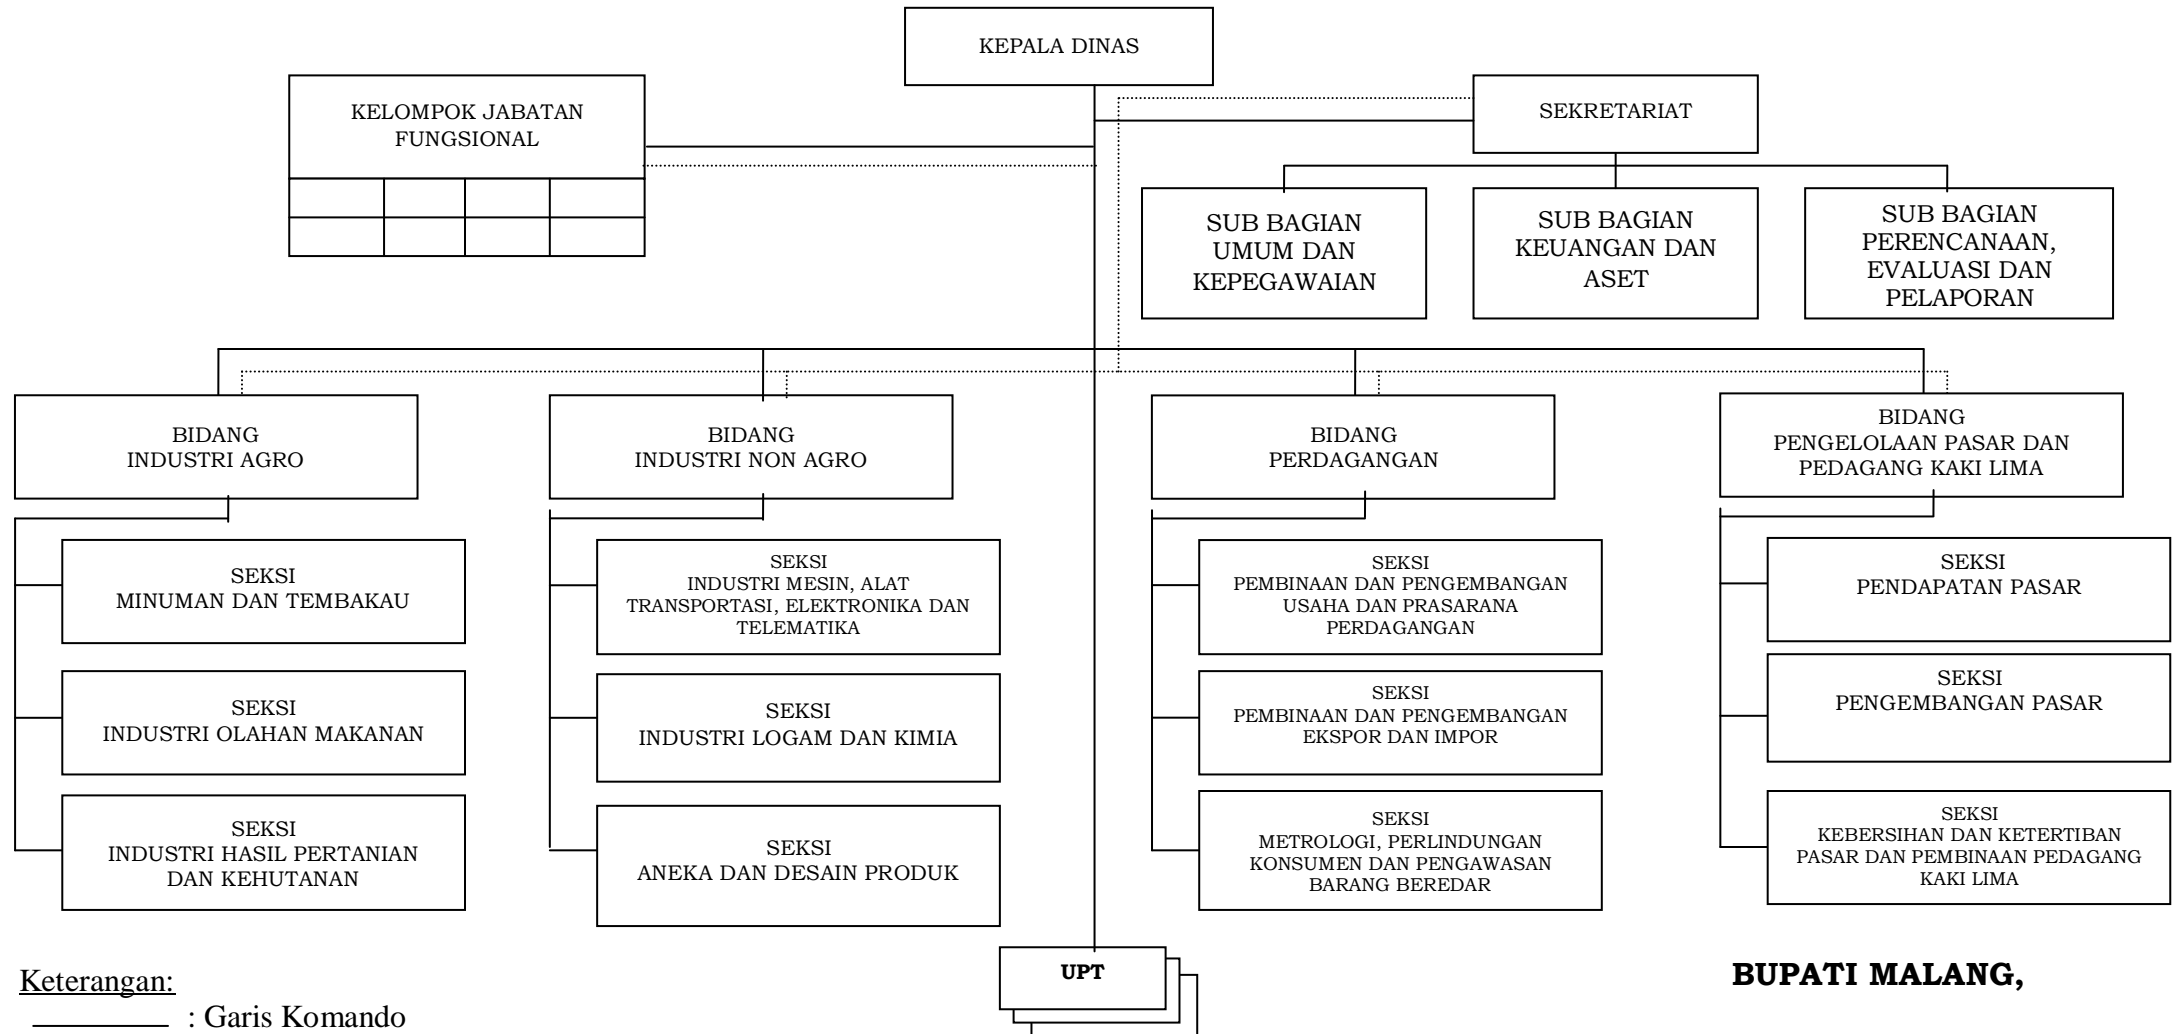 KEPALA DINAS
KELOMPOK JABATAN
FUNGSIONAL
SEKRETARIAT
SUB BAGIAN
UMUM DAN
KEPEGAWAIAN
SUB BAGIAN
KEUANGAN DAN
ASET
SUB BAGIAN
PERENCANAAN,
EVALUASI DAN
PELAPORAN
BIDANG
INDUSTRI AGRO
BIDANG
INDUSTRI NON AGRO
BIDANG
PERDAGANGAN
BIDANG
PENGELOLAAN PASAR DAN
PEDAGANG KAKI LIMA
SEKSI
MINUMAN DAN TEMBAKAU
SEKSI
INDUSTRI OLAHAN MAKANAN
SEKSI
INDUSTRI HASIL PERTANIAN
DAN KEHUTANAN
SEKSI
INDUSTRI MESIN, ALAT
TRANSPORTASI, ELEKTRONIKA DAN
TELEMATIKA
SEKSI
INDUSTRI LOGAM DAN KIMIA
SEKSI
ANEKA DAN DESAIN PRODUK
SEKSI
PEMBINAAN DAN PENGEMBANGAN
USAHA DAN PRASARANA
PERDAGANGAN
SEKSI
PEMBINAAN DAN PENGEMBANGAN
EKSPOR DAN IMPOR
SEKSI
METROLOGI, PERLINDUNGAN
KONSUMEN DAN PENGAWASAN
BARANG BEREDAR
SEKSI
PENDAPATAN PASAR
SEKSI
PENGEMBANGAN PASAR
SEKSI
KEBERSIHAN DAN KETERTIBAN
PASAR DAN PEMBINAAN PEDAGANG
KAKI LIMA
UPT
Keterangan:
: Garis Komando
BUPATI MALANG,